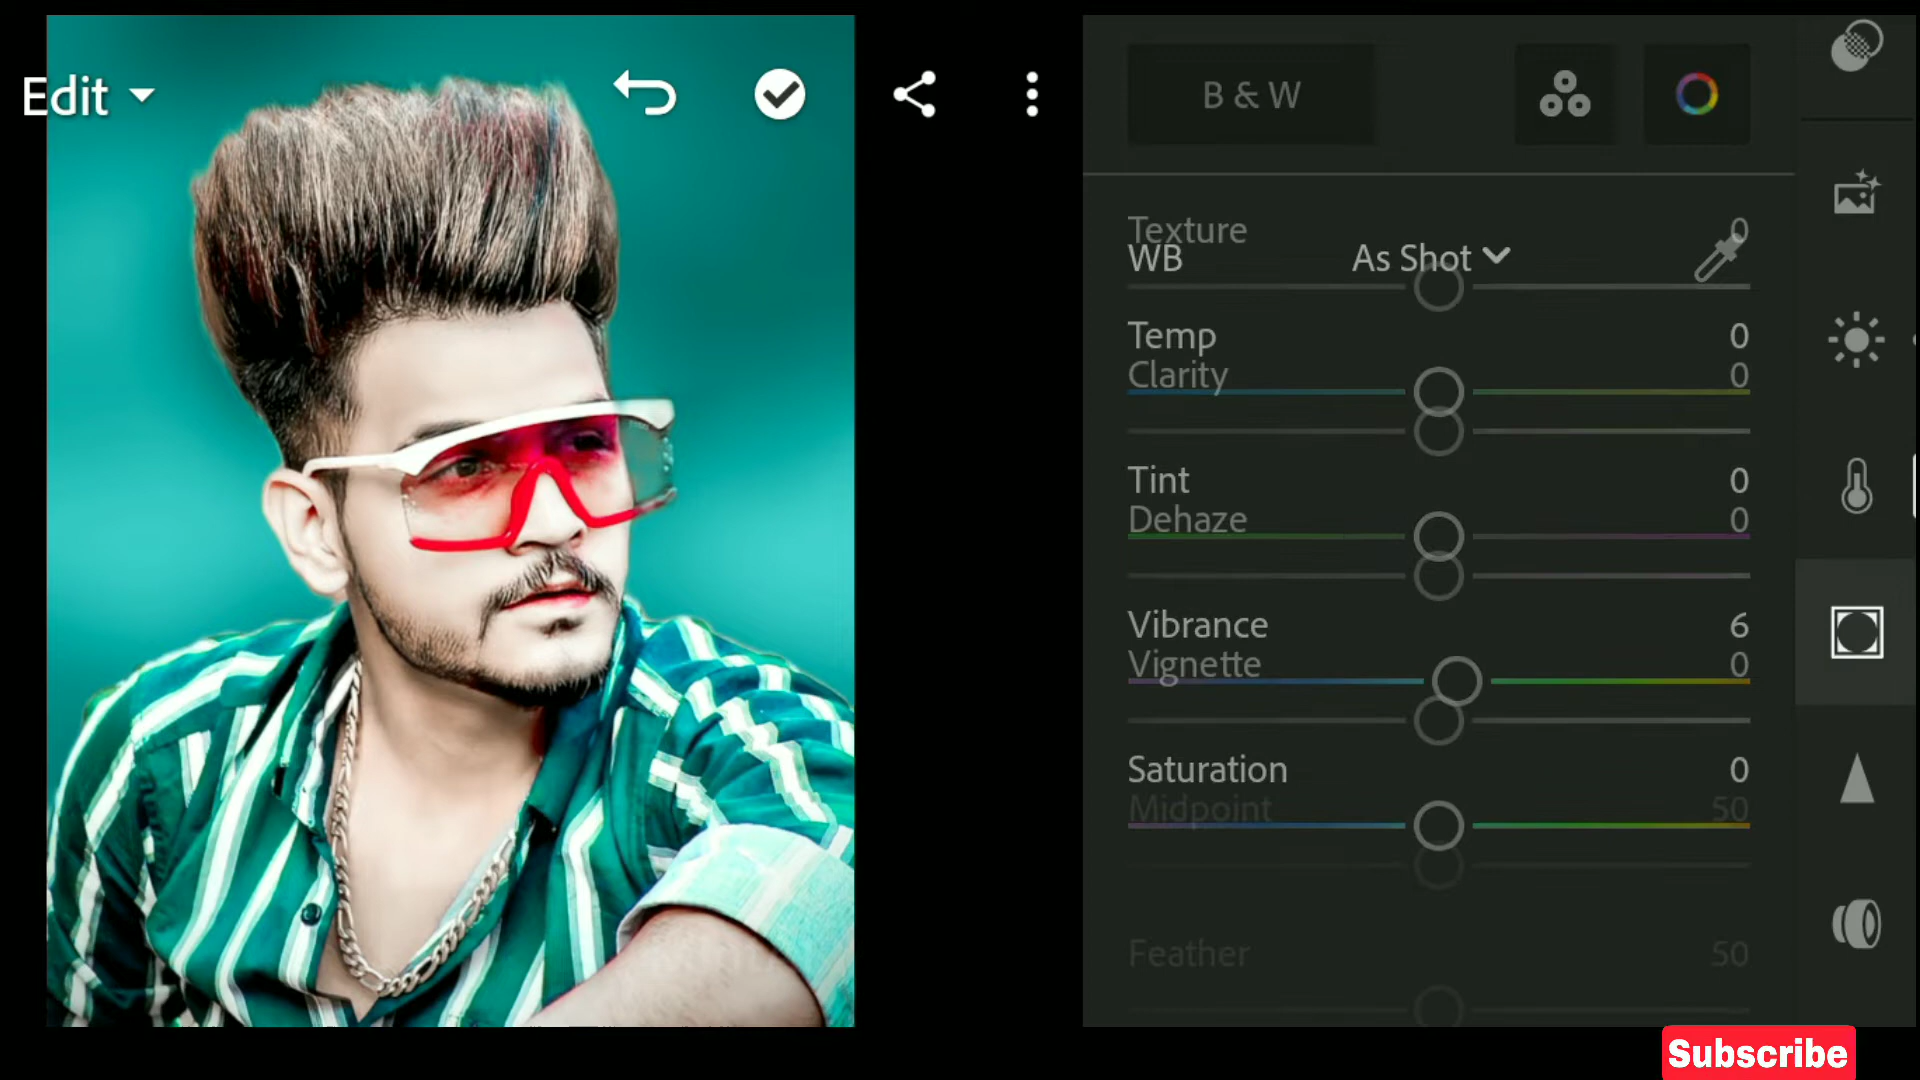 Edit
B & W
Texture 0
WB As Shot
Temp 0
Clarity 0
Tint 0
Dehaze 0
Vibrance 6
Vignette 0
Saturation 0
Midpoint 50
Feather 50
Subscribe